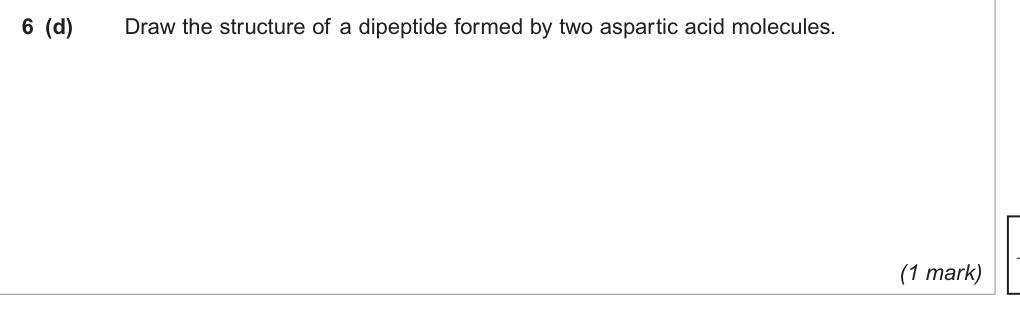 6 (d) Draw the structure of a dipeptide formed by two aspartic acid molecules.
(1 mark)